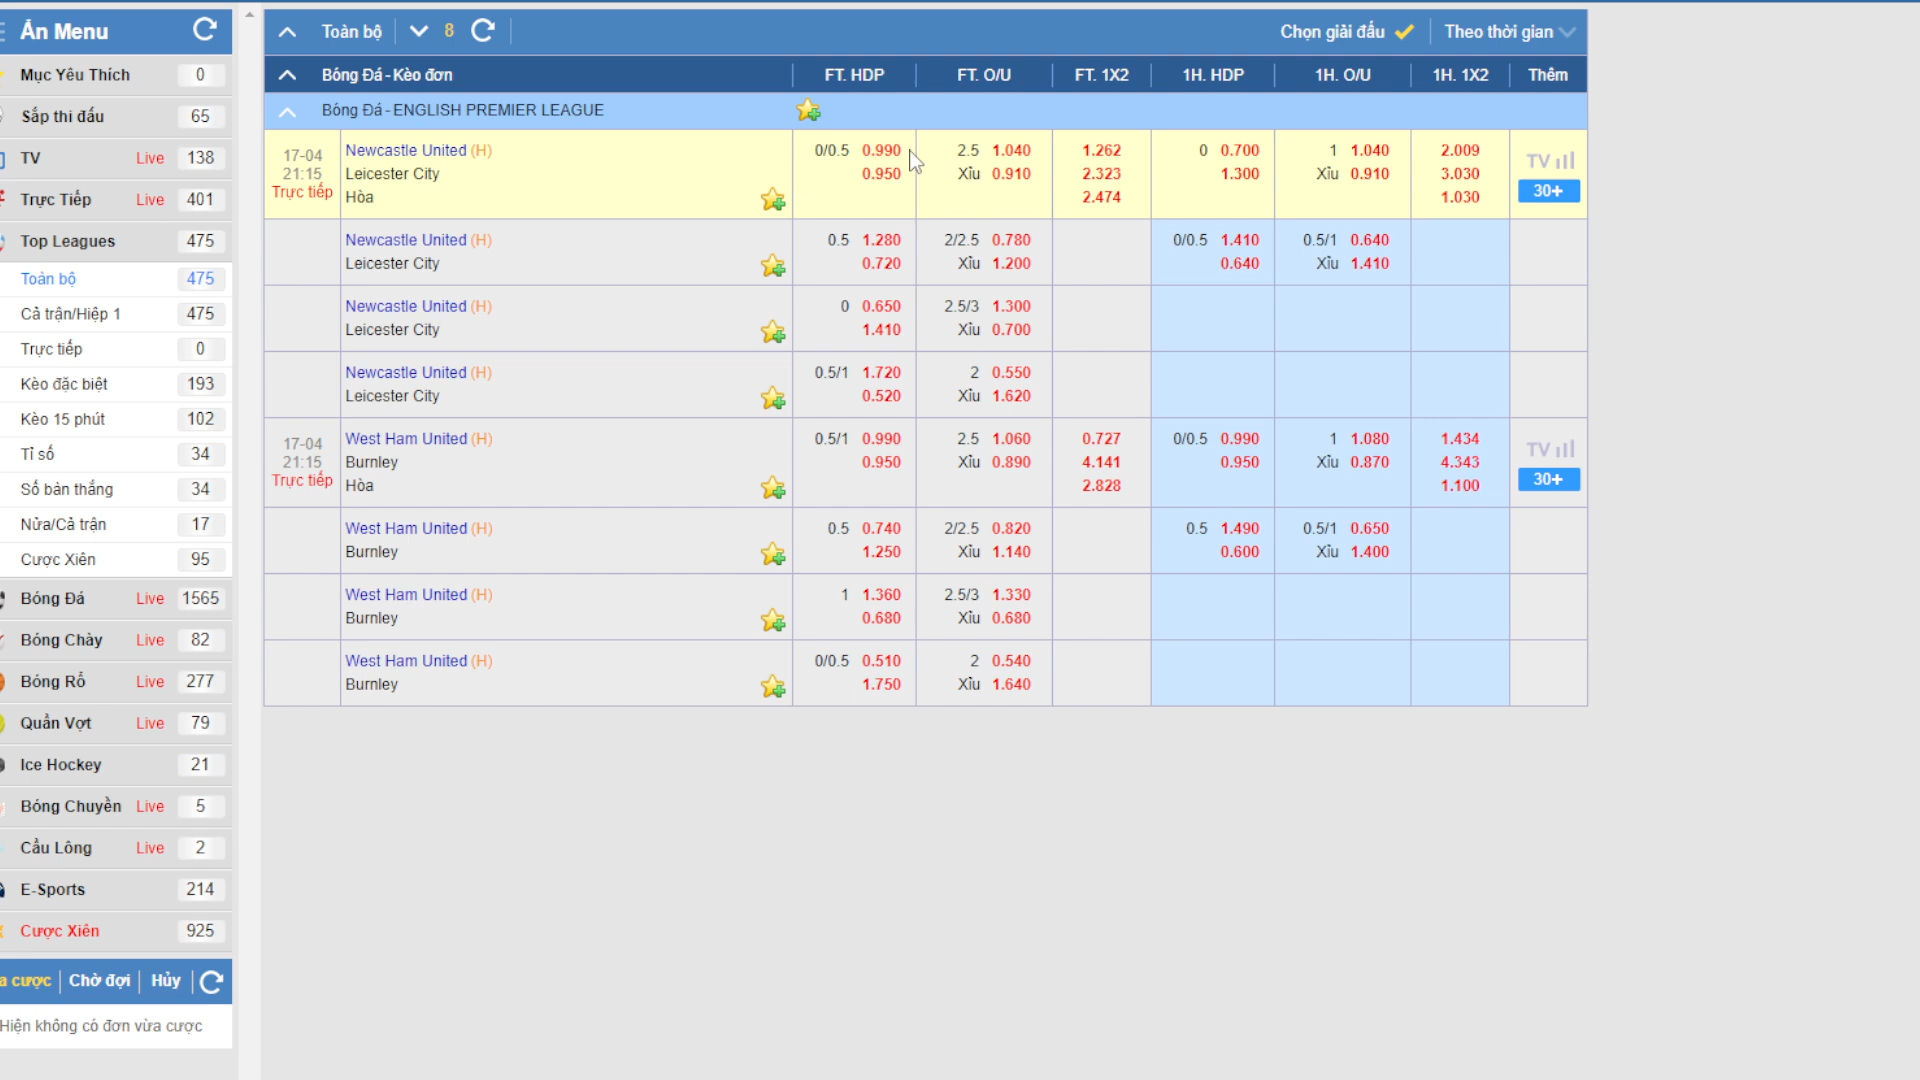 Ẩn Menu
Mục Yêu Thích 0
Sắp thi đấu 65
TV Live 138
Trực Tiếp Live 401
Top Leagues 475
Toàn bộ 475
Cả trận/Hiệp 1 475
Trực tiếp 0
Kèo đặc biệt 193
Kèo 15 phút 102
Tỉ số 34
Số bàn thắng 34
Nửa/Cả trận 17
Cược Xiên 95
Bóng Đá Live 1565
Bóng Chày Live 82
Bóng Rổ Live 277
Quần Vợt Live 79
Ice Hockey 21
Bóng Chuyền Live 5
Cầu Lông Live 2
E-Sports 214
Cược Xiên 925
a cược Chờ đợi Hủy
Hiện không có đơn vừa cược
Toàn bộ 8 Chọn giải đấu Theo thời gian
Bóng Đá - Kèo đơn FT. HDP FT. O/U FT. 1X2 1H. HDP 1H. O/U 1H. 1X2 Thêm
Bóng Đá - ENGLISH PREMIER LEAGUE
17-04 21:15 Trực tiếp
Newcastle United (H) 0/0.5 0.990 2.5 1.040 1.262 0 0.700 1 1.040 2.009 TV
Leicester City 0.950 Xỉu 0.910 2.323 1.300 Xỉu 0.910 3.030 30+
Hòa 2.474 1.030
Newcastle United (H) 0.5 1.280 2/2.5 0.780 0/0.5 1.410 0.5/1 0.640
Leicester City 0.720 Xỉu 1.200 0.640 Xỉu 1.410
Newcastle United (H) 0 0.650 2.5/3 1.300
Leicester City 1.410 Xỉu 0.700
Newcastle United (H) 0.5/1 1.720 2 0.550
Leicester City 0.520 Xỉu 1.620
17-04 21:15 Trực tiếp
West Ham United (H) 0.5/1 0.990 2.5 1.060 0.727 0/0.5 0.990 1 1.080 1.434 TV
Burnley 0.950 Xỉu 0.890 4.141 0.950 Xỉu 0.870 4.343 30+
Hòa 2.828 1.100
West Ham United (H) 0.5 0.740 2/2.5 0.820 0.5 1.490 0.5/1 0.650
Burnley 1.250 Xỉu 1.140 0.600 Xỉu 1.400
West Ham United (H) 1 1.360 2.5/3 1.330
Burnley 0.680 Xỉu 0.680
West Ham United (H) 0/0.5 0.510 2 0.540
Burnley 1.750 Xỉu 1.640